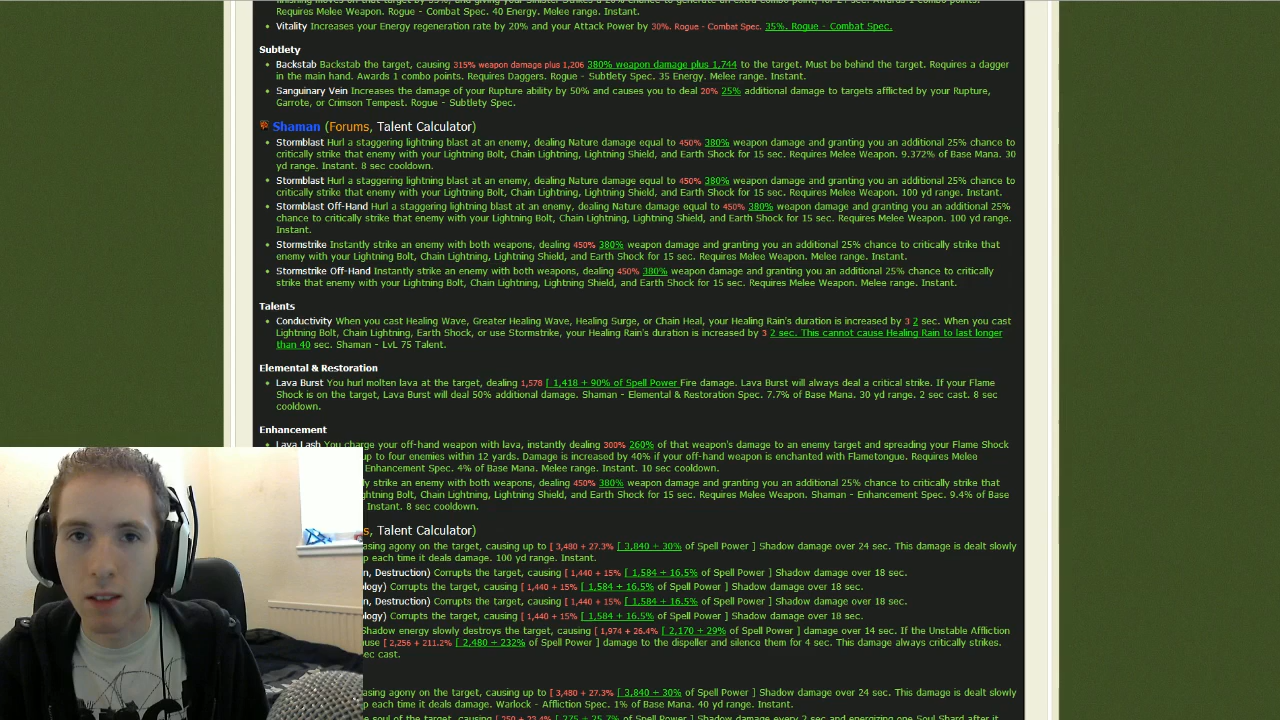 finishing moves on that target by 35%, and giving your Sinister Strikes a 20% chance to generate an extra combo point, for 24 sec. Awards 1 combo points.
Requires Melee Weapon. Rogue - Combat Spec. 40 Energy. Melee range. Instant.
• Vitality Increases your Energy regeneration rate by 20% and your Attack Power by 30%. Rogue - Combat Spec. 35%. Rogue - Combat Spec.
Subtlety
• Backstab Backstab the target, causing 315% weapon damage plus 1,206 380% weapon damage plus 1,744 to the target. Must be behind the target. Requires a dagger
in the main hand. Awards 1 combo points. Requires Daggers. Rogue - Subtlety Spec. 35 Energy. Melee range. Instant.
• Sanguinary Vein Increases the damage of your Rupture ability by 50% and causes you to deal 20% 25% additional damage to targets afflicted by your Rupture,
Garrote, or Crimson Tempest. Rogue - Subtlety Spec.
Shaman (Forums, Talent Calculator)
• Stormblast Hurl a staggering lightning blast at an enemy, dealing Nature damage equal to 450% 380% weapon damage and granting you an additional 25% chance to
critically strike that enemy with your Lightning Bolt, Chain Lightning, Lightning Shield, and Earth Shock for 15 sec. Requires Melee Weapon. 9.372% of Base Mana. 30
yd range. Instant. 8 sec cooldown.
• Stormblast Hurl a staggering lightning blast at an enemy, dealing Nature damage equal to 450% 380% weapon damage and granting you an additional 25% chance to
critically strike that enemy with your Lightning Bolt, Chain Lightning, Lightning Shield, and Earth Shock for 15 sec. Requires Melee Weapon. 100 yd range. Instant.
• Stormblast Off-Hand Hurl a staggering lightning blast at an enemy, dealing Nature damage equal to 450% 380% weapon damage and granting you an additional 25%
chance to critically strike that enemy with your Lightning Bolt, Chain Lightning, Lightning Shield, and Earth Shock for 15 sec. Requires Melee Weapon. 100 yd range.
Instant.
• Stormstrike Instantly strike an enemy with both weapons, dealing 450% 380% weapon damage and granting you an additional 25% chance to critically strike that
enemy with your Lightning Bolt, Chain Lightning, Lightning Shield, and Earth Shock for 15 sec. Requires Melee Weapon. Melee range. Instant.
• Stormstrike Off-Hand Instantly strike an enemy with both weapons, dealing 450% 380% weapon damage and granting you an additional 25% chance to critically
strike that enemy with your Lightning Bolt, Chain Lightning, Lightning Shield, and Earth Shock for 15 sec. Requires Melee Weapon. Melee range. Instant.
Talents
• Conductivity When you cast Healing Wave, Greater Healing Wave, Healing Surge, or Chain Heal, your Healing Rain's duration is increased by 3 2 sec. When you cast
Lightning Bolt, Chain Lightning, Earth Shock, or use Stormstrike, your Healing Rain's duration is increased by 3 2 sec. This cannot cause Healing Rain to last longer
than 40 sec. Shaman - LvL 75 Talent.
Elemental & Restoration
• Lava Burst You hurl molten lava at the target, dealing 1,578 [ 1,418 + 90% of Spell Power Fire damage. Lava Burst will always deal a critical strike. If your Flame
Shock is on the target, Lava Burst will deal 50% additional damage. Shaman - Elemental & Restoration Spec. 7.7% of Base Mana. 30 yd range. 2 sec cast. 8 sec
cooldown.
Enhancement
• Lava Lash You charge your off-hand weapon with lava, instantly dealing 300% 260% of that weapon's damage to an enemy target and spreading your Flame Shock
up to four enemies within 12 yards. Damage is increased by 40% if your off-hand weapon is enchanted with Flametongue. Requires Melee
Enhancement Spec. 4% of Base Mana. Melee range. Instant. 10 sec cooldown.
ly strike an enemy with both weapons, dealing 450% 380% weapon damage and granting you an additional 25% chance to critically strike that
ghtning Bolt, Chain Lightning, Lightning Shield, and Earth Shock for 15 sec. Requires Melee Weapon. Shaman - Enhancement Spec. 9.4% of Base
Instant. 8 sec cooldown.
s, Talent Calculator)
asing agony on the target, causing up to [ 3,480 + 27.3% [ 3,840 + 30% of Spell Power ] Shadow damage over 24 sec. This damage is dealt slowly
p each time it deals damage. 100 yd range. Instant.
n, Destruction) Corrupts the target, causing [ 1,440 + 15% [ 1,584 + 16.5% of Spell Power ] Shadow damage over 18 sec.
ology) Corrupts the target, causing [ 1,440 + 15% [ 1,584 + 16.5% of Spell Power ] Shadow damage over 18 sec.
n, Destruction) Corrupts the target, causing [ 1,440 + 15% [ 1,584 + 16.5% of Spell Power ] Shadow damage over 18 sec.
ology) Corrupts the target, causing [ 1,440 + 15% [ 1,584 + 16.5% of Spell Power ] Shadow damage over 18 sec.
Shadow energy slowly destroys the target, causing [ 1,974 + 26.4% [ 2,170 + 29% of Spell Power ] damage over 14 sec. If the Unstable Affliction
use [ 2,256 + 211.2% [ 2,480 + 232% of Spell Power ] damage to the dispeller and silence them for 4 sec. This damage always critically strikes.
ec cast.
asing agony on the target, causing up to [ 3,480 + 27.3% [ 3,840 + 30% of Spell Power ] Shadow damage over 24 sec. This damage is dealt slowly
p each time it deals damage. Warlock - Affliction Spec. 1% of Base Mana. 40 yd range. Instant.
e soul of the target, causing [ 250 + 23.4% [ 275 + 25.7% of Spell Power ] Shadow damage every 2 sec and energizing one Soul Shard after it